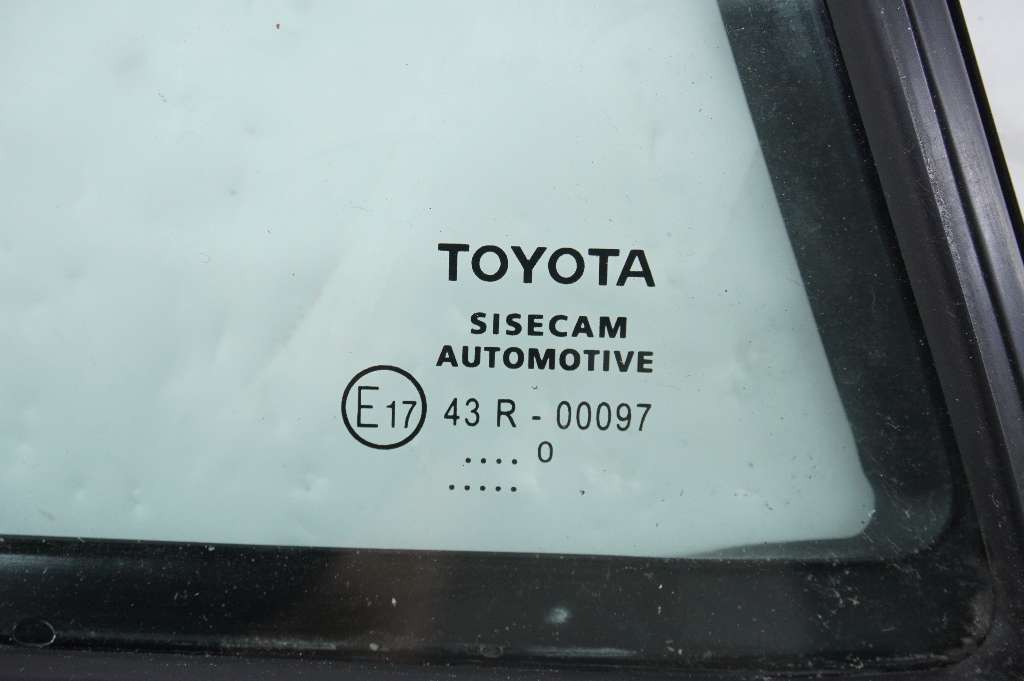 TOYOTA
SISECAM
AUTOMOTIVE
E17 43 R - 00097
.... 0
.....